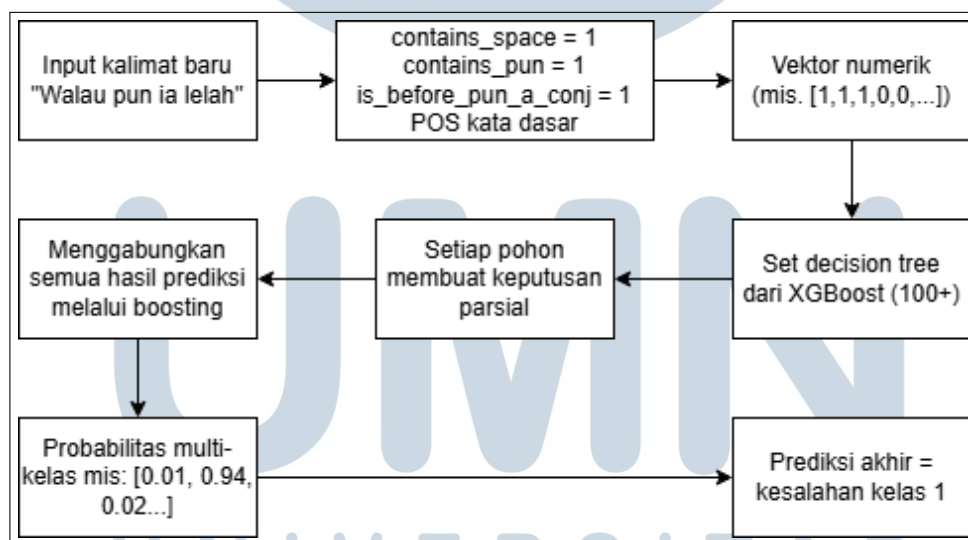 Input kalimat baru
"Walau pun ia lelah"
contains_space = 1
contains_pun = 1
is_before_pun_a_conj = 1
POS kata dasar
Vektor numerik
(mis. [1,1,1,0,0,...])
Set decision tree
dari XGBoost (100+)
Setiap pohon
membuat keputusan
parsial
Menggabungkan
semua hasil prediksi
melalui boosting
Probabilitas multi-
kelas mis: [0.01, 0.94,
0.02...]
Prediksi akhir =
kesalahan kelas 1
UMN